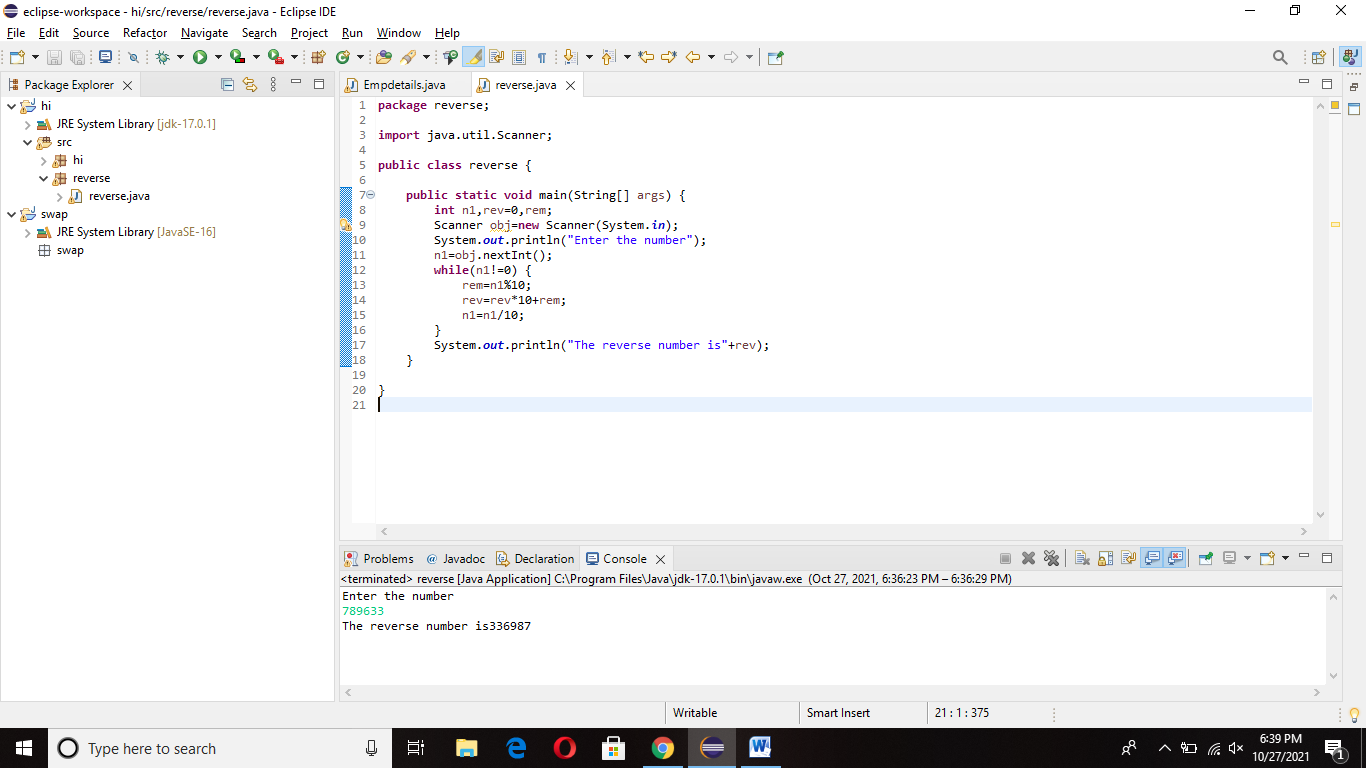 eclipse-workspace - hi/src/reverse/reverse.java - Eclipse IDE
File Edit Source Refactor Navigate Search Project Run Window Help
Package Explorer
hi
JRE System Library [jdk-17.0.1]
src
hi
reverse
reverse.java
swap
JRE System Library [JavaSE-16]
swap
Empdetails.java reverse.java
1 package reverse;
2
3 import java.util.Scanner;
4
5 public class reverse {
6
7 public static void main(String[] args) {
8 int n1,rev=0,rem;
9 Scanner obj=new Scanner(System.in);
10 System.out.println("Enter the number");
11 n1=obj.nextInt();
12 while(n1!=0) {
13 rem=n1%10;
14 rev=rev*10+rem;
15 n1=n1/10;
16 }
17 System.out.println("The reverse number is"+rev);
18 }
19
20 }
21
Problems @ Javadoc Declaration Console
<terminated> reverse [Java Application] C:\Program Files\Java\jdk-17.0.1\bin\javaw.exe (Oct 27, 2021, 6:36:23 PM – 6:36:29 PM)
Enter the number
789633
The reverse number is336987
Writable Smart Insert 21 : 1 : 375
Type here to search
6:39 PM
10/27/2021
1